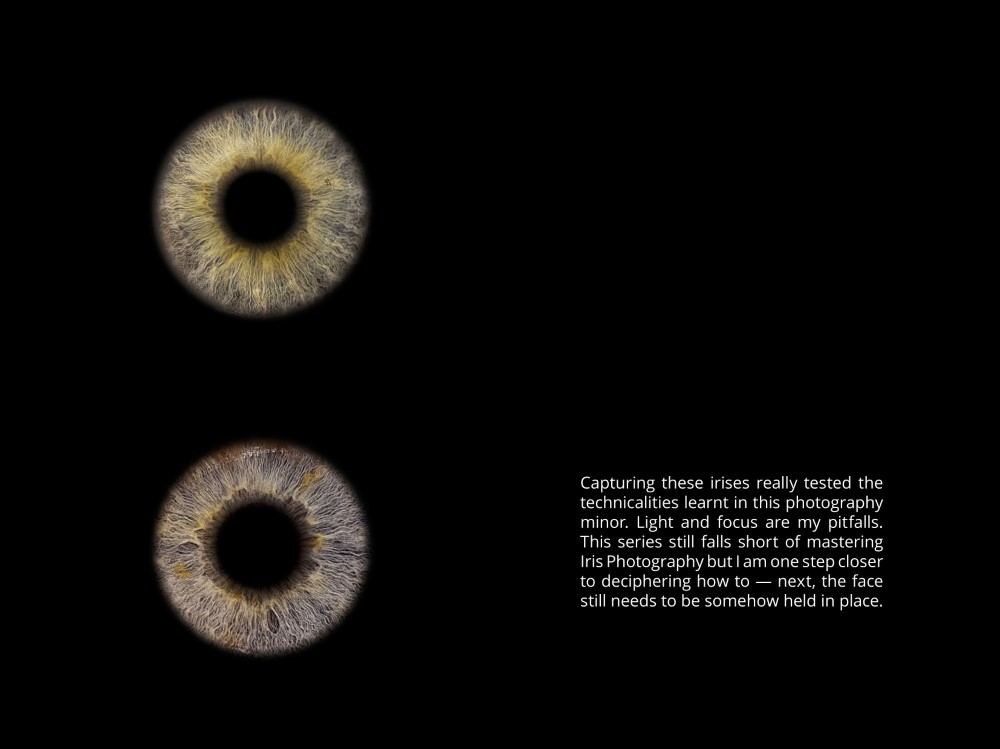 Capturing these irises really tested the
technicalities learnt in this photography
minor. Light and focus are my pitfalls.
This series still falls short of mastering
Iris Photography but I am one step closer
to deciphering how to — next, the face
still needs to be somehow held in place.